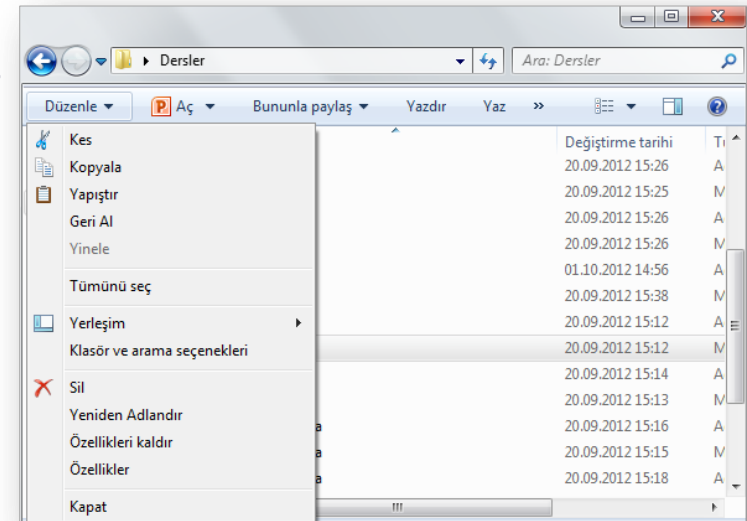 Dersler
Ara: Dersler
Düzenle
Aç
Bununla paylaş
Yazdır
Yaz
Kes
Kopyala
Yapıştır
Geri Al
Yinele
Tümünü seç
Yerleşim
Klasör ve arama seçenekleri
Sil
Yeniden Adlandır
Özellikleri kaldır
Özellikler
Kapat
Değiştirme tarihi
20.09.2012 15:26
20.09.2012 15:25
20.09.2012 15:26
20.09.2012 15:26
01.10.2012 14:56
20.09.2012 15:38
20.09.2012 15:12
20.09.2012 15:12
20.09.2012 15:14
20.09.2012 15:13
20.09.2012 15:16
20.09.2012 15:15
20.09.2012 15:18